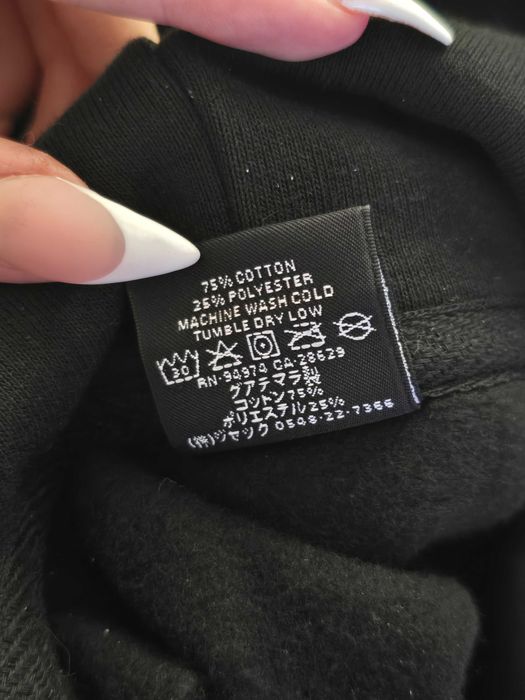 75% COTTON
25% POLYESTER
MACHINE WASH COLD
TUMBLE DRY LOW
30
RN-94974 CA-28629
グアテマラ製
コットン75%
ポリエステル25%
(株)ジャック 0548-22-7366